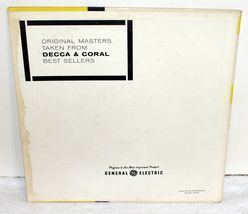 ORIGINAL MASTERS
TAKEN FROM
DECCA & CORAL
BEST SELLERS
Progress Is Our Most Important Product
GENERAL ELECTRIC